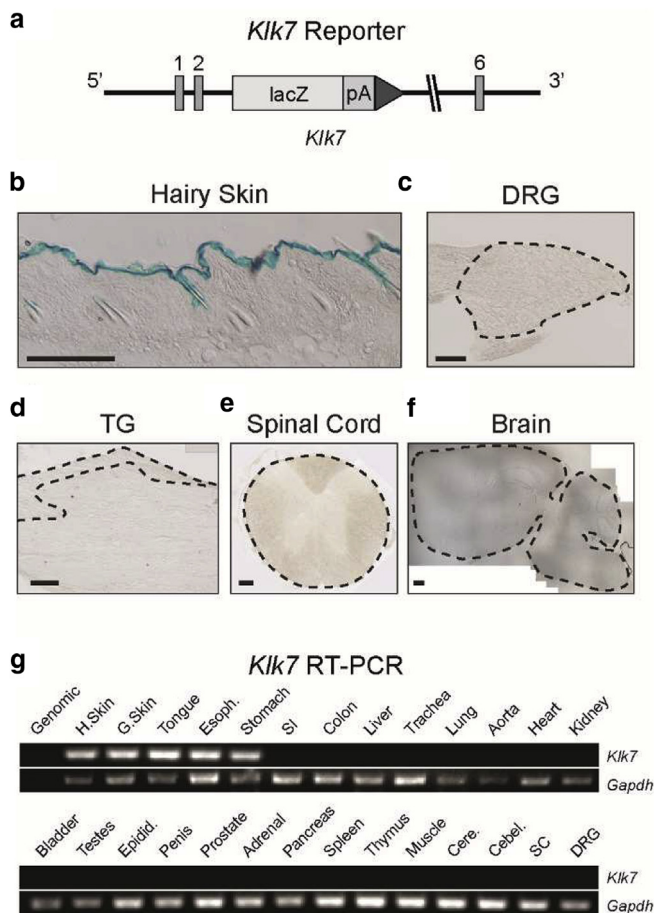 a
Klk7 Reporter
5' 1 2 6 3'
lacZ pA
Klk7
b
Hairy Skin
c
DRG
d
TG
e
Spinal Cord
f
Brain
g
Klk7 RT-PCR
Genomic H.Skin G.Skin Tongue Esoph. Stomach SI Colon Liver Trachea Lung Aorta Heart Kidney
Klk7
Gapdh
Bladder Testes Epidid. Penis Prostate Adrenal Pancreas Spleen Thymus Muscle Cere. Cebel. SC DRG
Klk7
Gapdh